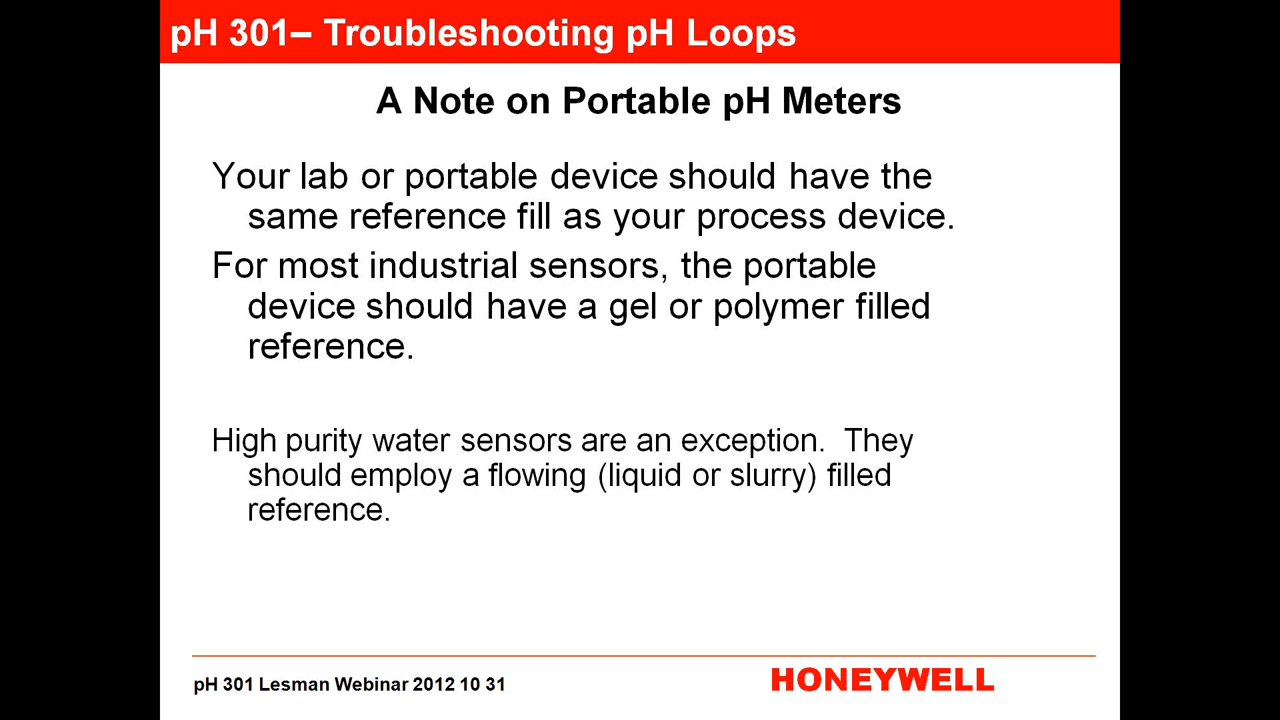 pH 301– Troubleshooting pH Loops
A Note on Portable pH Meters
Your lab or portable device should have the
same reference fill as your process device.
For most industrial sensors, the portable
device should have a gel or polymer filled
reference.
High purity water sensors are an exception.  They
should employ a flowing (liquid or slurry) filled
reference.
pH 301 Lesman Webinar 2012 10 31
HONEYWELL